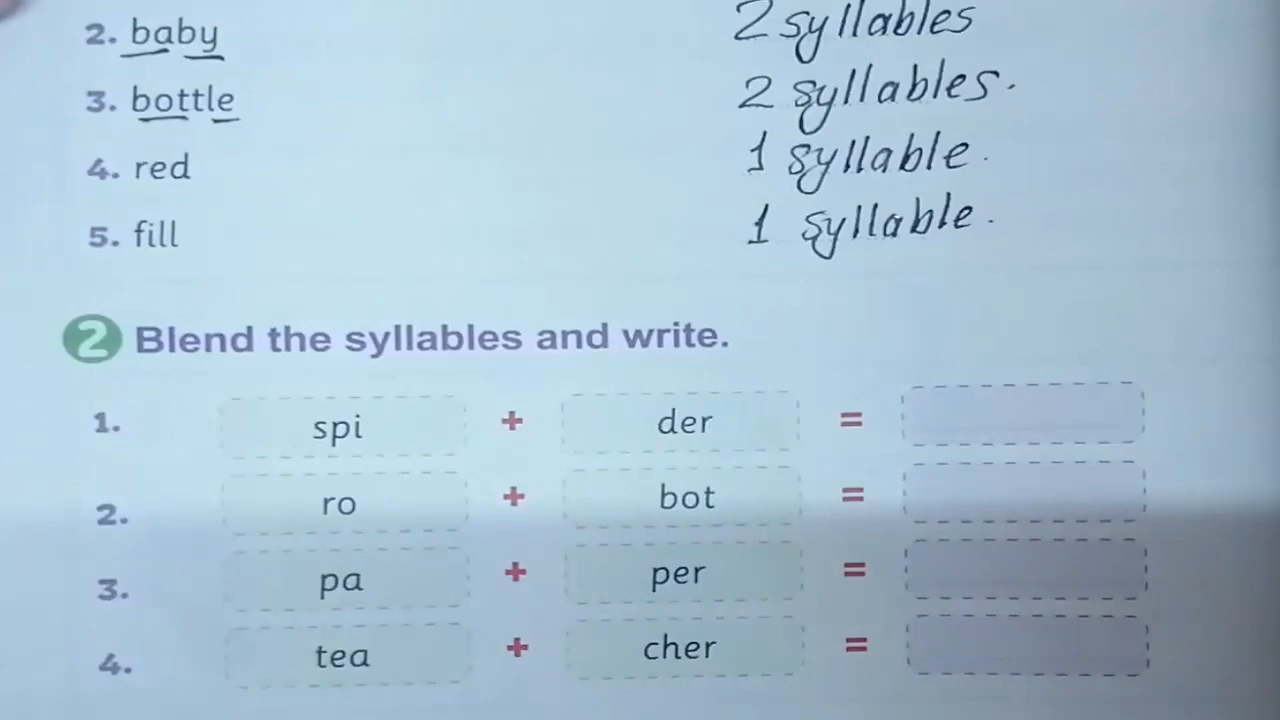 2. baby 2 syllables
3. bottle 2 syllables.
4. red 1 syllable.
5. fill 1 syllable.
2 Blend the syllables and write.
1. spi + der =
2. ro + bot =
3. pa + per =
4. tea + cher =